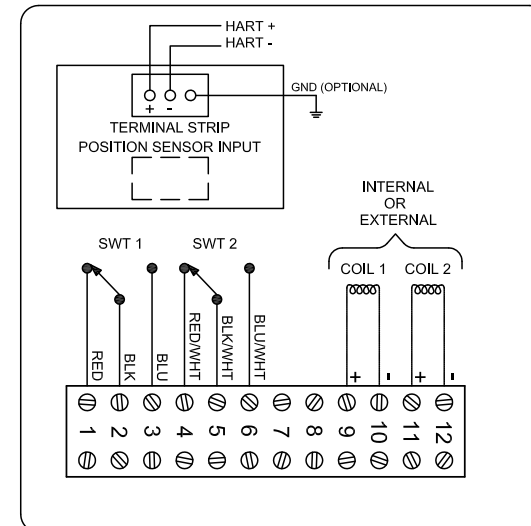 HART +
HART -
GND (OPTIONAL)
+ -
TERMINAL STRIP
POSITION SENSOR INPUT
INTERNAL
OR
EXTERNAL
SWT 1
SWT 2
COIL 1
COIL 2
RED
BLK
BLU
RED/WHT
BLK/WHT
BLU/WHT
+ - + -
1 2 3 4 5 6 7 8 9 10 11 12